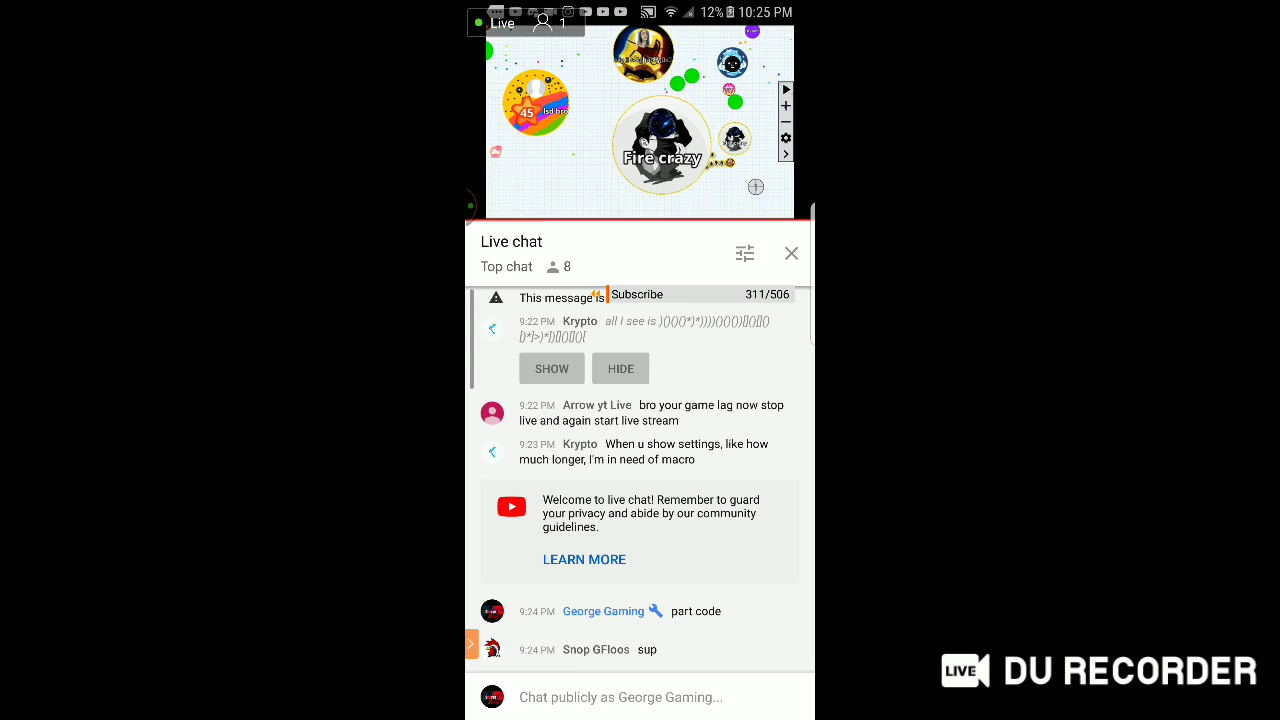 Live 1
12% 10:25 PM
45 lsd bro
Fire crazy
Live chat
Top chat 8
This message is
Subscribe 311/506
9:22 PM Krypto all I see is )()()()*)*))))()()()[]()[][]()
[)*]>)*])[]()[]()[
SHOW HIDE
9:22 PM Arrow yt Live bro your game lag now stop
live and again start live stream
9:23 PM Krypto When u show settings, like how
much longer, I'm in need of macro
Welcome to live chat! Remember to guard
your privacy and abide by our community
guidelines.
LEARN MORE
9:24 PM George Gaming part code
9:24 PM Snop GFloos sup
Chat publicly as George Gaming...
LIVE DU RECORDER